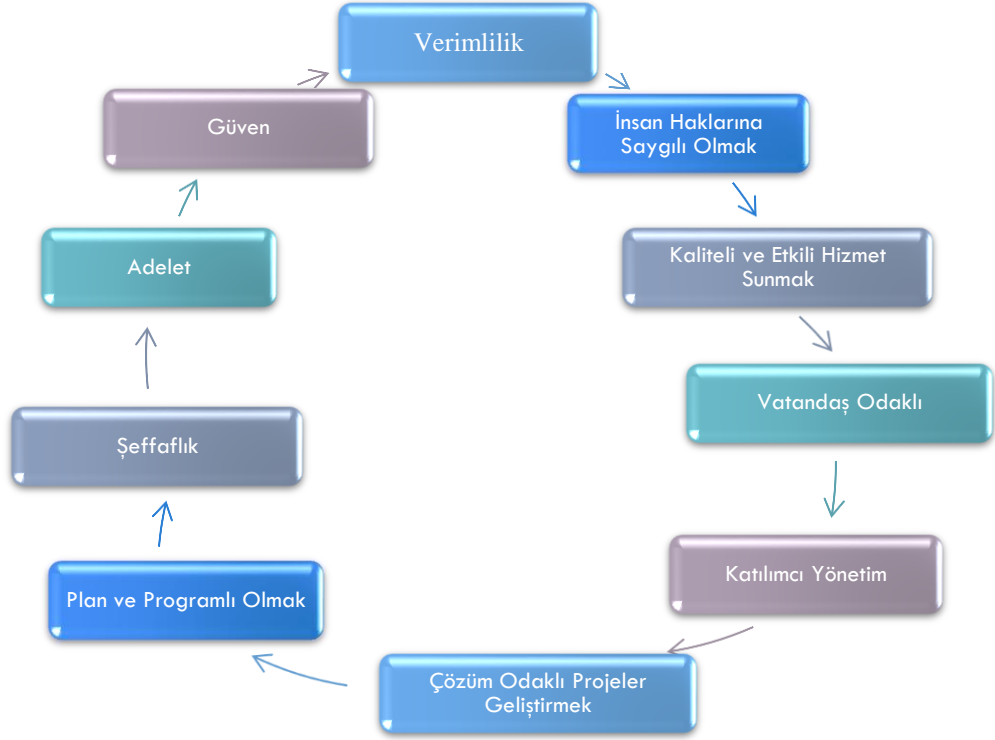 Verimlilik
İnsan Haklarına
Saygılı Olmak
Kaliteli ve Etkili Hizmet
Sunmak
Vatandaş Odaklı
Katılımcı Yönetim
Çözüm Odaklı Projeler
Geliştirmek
Plan ve Programlı Olmak
Şeffaflık
Adelet
Güven